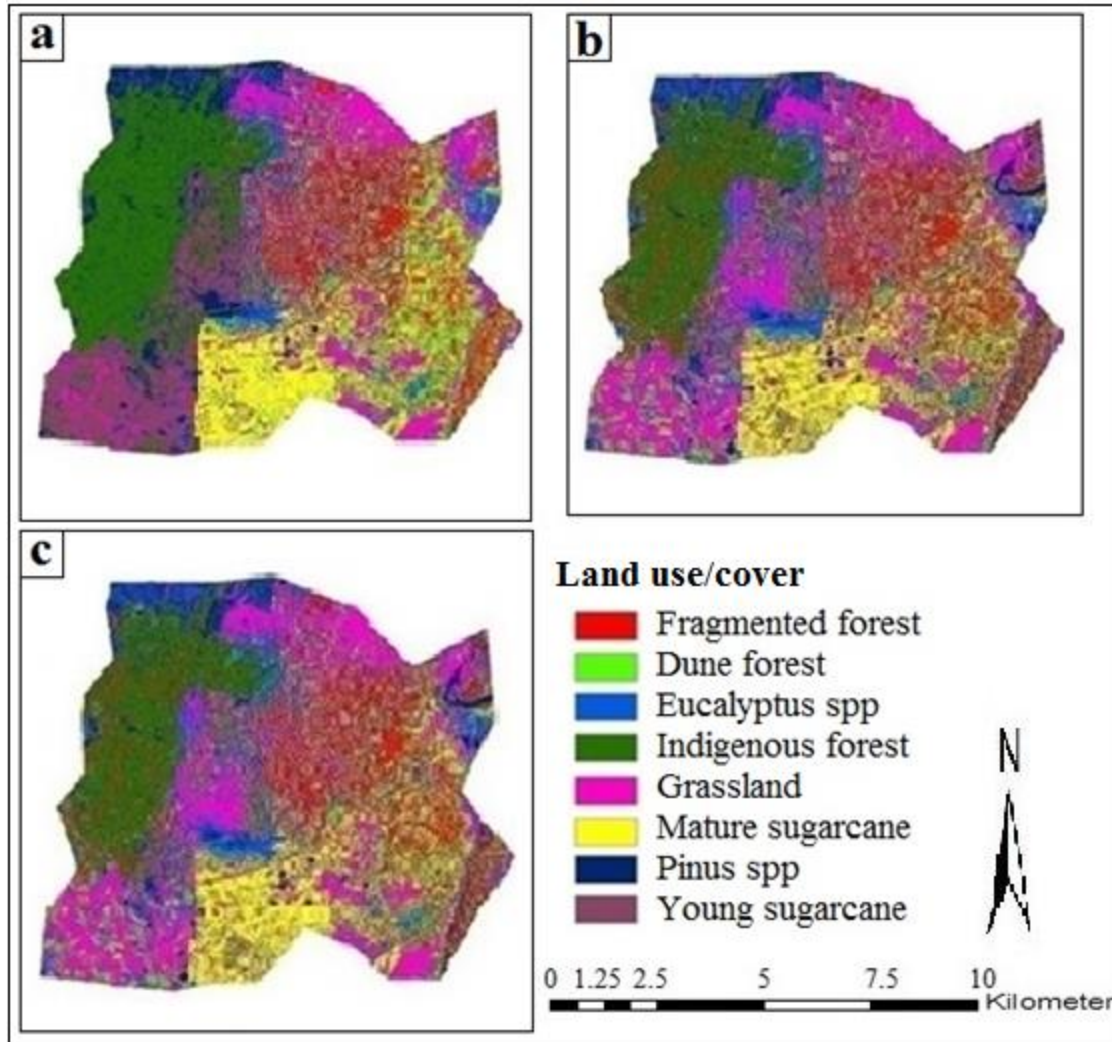 a
b
c
Land use/cover
Fragmented forest
Dune forest
Eucalyptus spp
Indigenous forest
Grassland
Mature sugarcane
Pinus spp
Young sugarcane
N
0 1.25 2.5 5 7.5 10
Kilometer